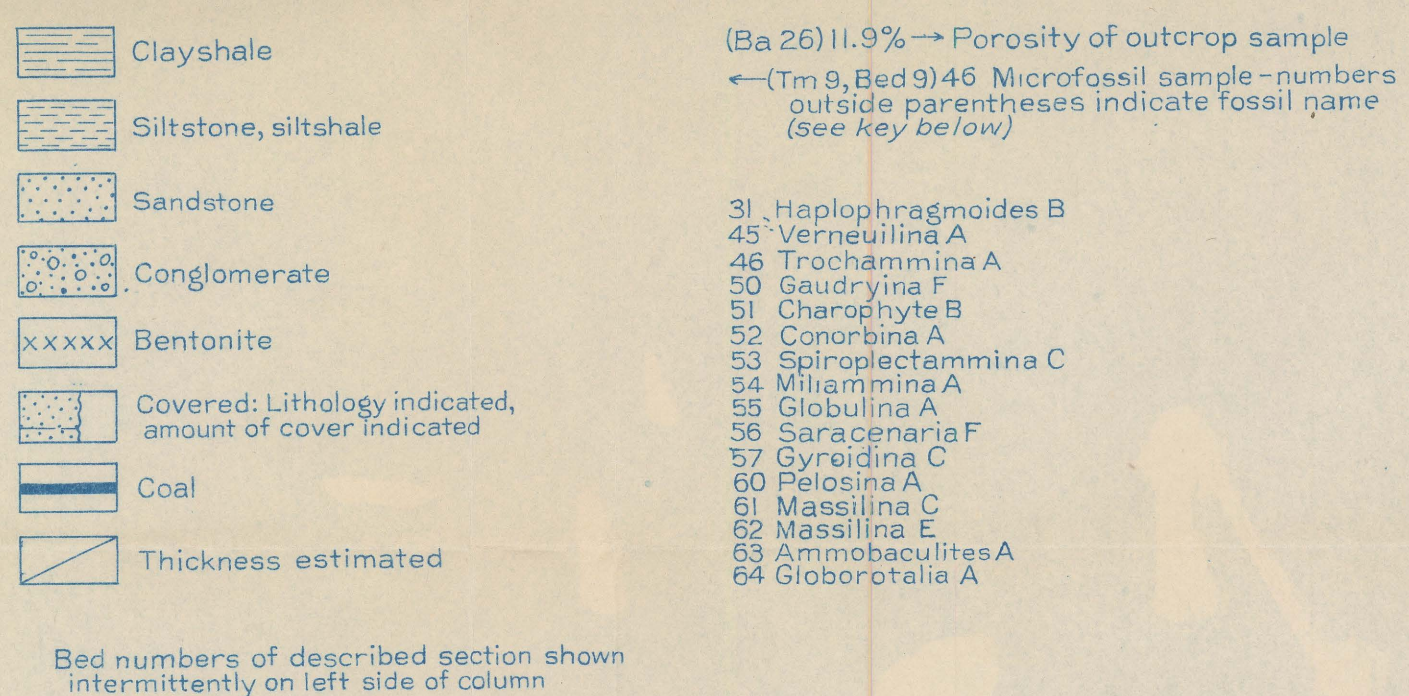 Clayshale
Siltstone, siltshale
Sandstone
Conglomerate
xxxxx Bentonite
Covered: Lithology indicated,
amount of cover indicated
Coal
Thickness estimated
Bed numbers of described section shown
intermittently on left side of column
(Ba 26) 11.9% → Porosity of outcrop sample
←(Tm 9, Bed 9) 46 Microfossil sample-numbers
outside parentheses indicate fossil name
(see key below)
31 Haplophragmoides B
45 Verneuilina A
46 Trochammina A
50 Gaudryina F
51 Charophyte B
52 Conorbina A
53 Spiroplectammina C
54 Miliammina A
55 Globulina A
56 Saracenaria F
57 Gyroidina C
60 Pelosina A
61 Massilina C
62 Massilina E
63 Ammobaculites A
64 Globorotalia A